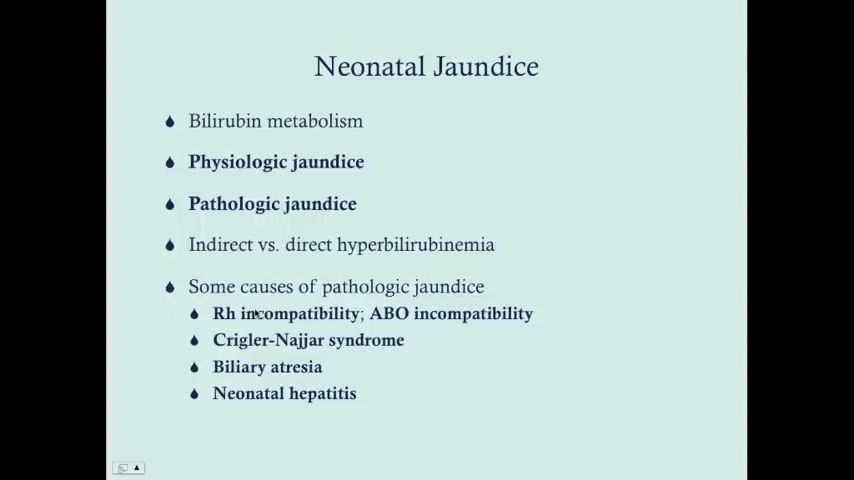 Neonatal Jaundice
Bilirubin metabolism
Physiologic jaundice
Pathologic jaundice
Indirect vs. direct hyperbilirubinemia
Some causes of pathologic jaundice
Rh incompatibility; ABO incompatibility
Crigler-Najjar syndrome
Biliary atresia
Neonatal hepatitis